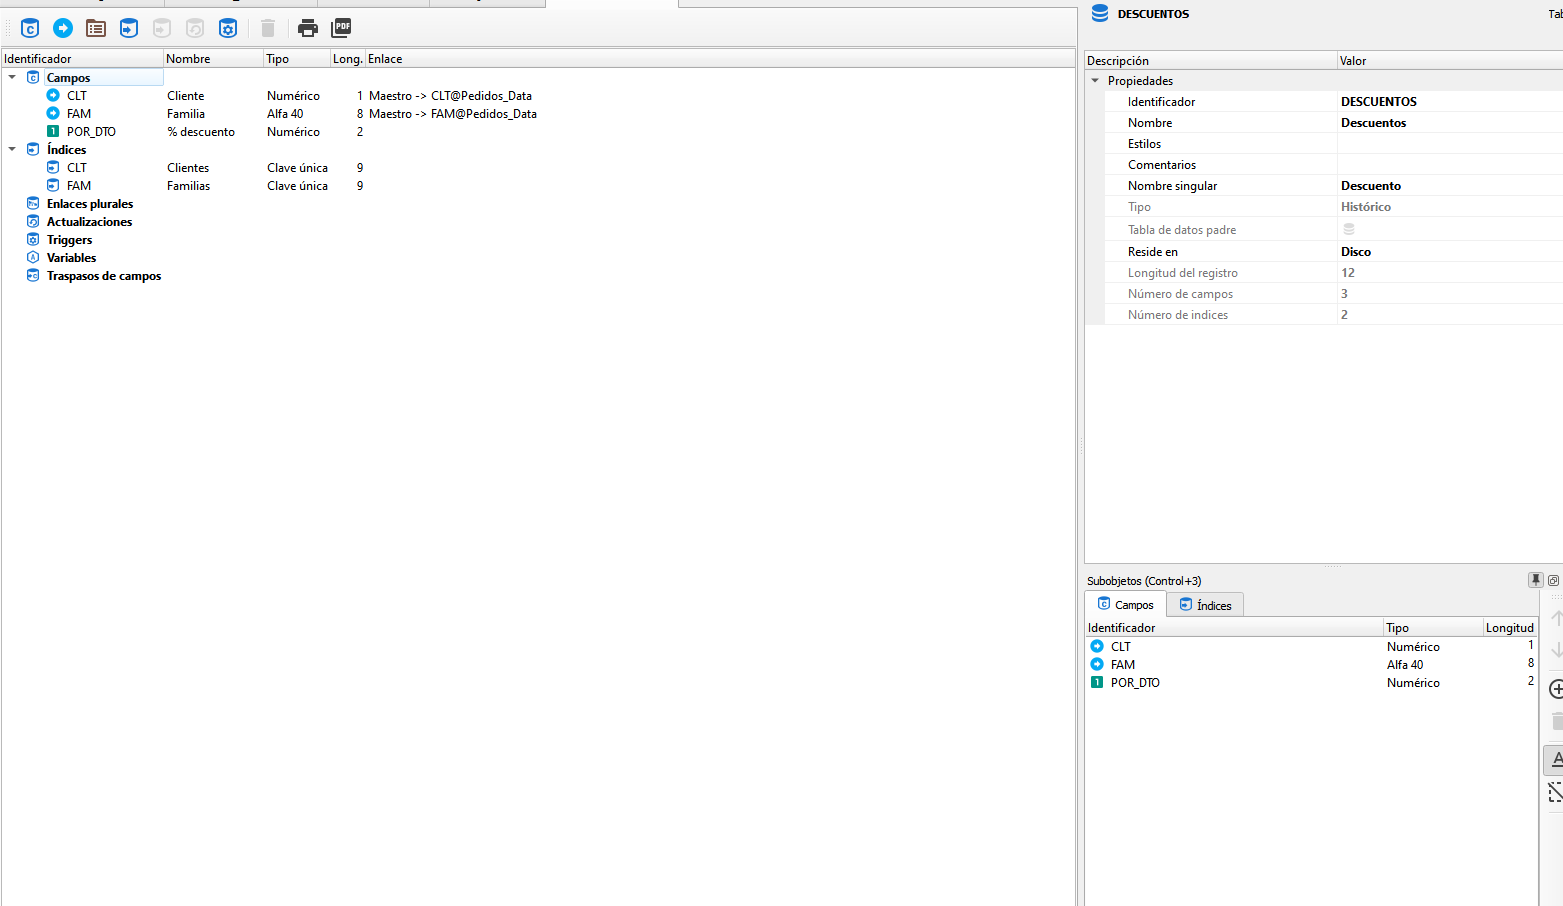 PDF
Identificador Nombre Tipo Long. Enlace
Campos
CLT Cliente Numérico 1 Maestro -> CLT@Pedidos_Data
FAM Familia Alfa 40 8 Maestro -> FAM@Pedidos_Data
POR_DTO % descuento Numérico 2
Índices
CLT Clientes Clave única 9
FAM Familias Clave única 9
Enlaces plurales
Actualizaciones
Triggers
Variables
Traspasos de campos
DESCUENTOS Tab
Descripción Valor
Propiedades
Identificador DESCUENTOS
Nombre Descuentos
Estilos
Comentarios
Nombre singular Descuento
Tipo Histórico
Tabla de datos padre
Reside en Disco
Longitud del registro 12
Número de campos 3
Número de indices 2
Subobjetos (Control+3)
Campos Índices
Identificador Tipo Longitud
CLT Numérico 1
FAM Alfa 40 8
POR_DTO Numérico 2